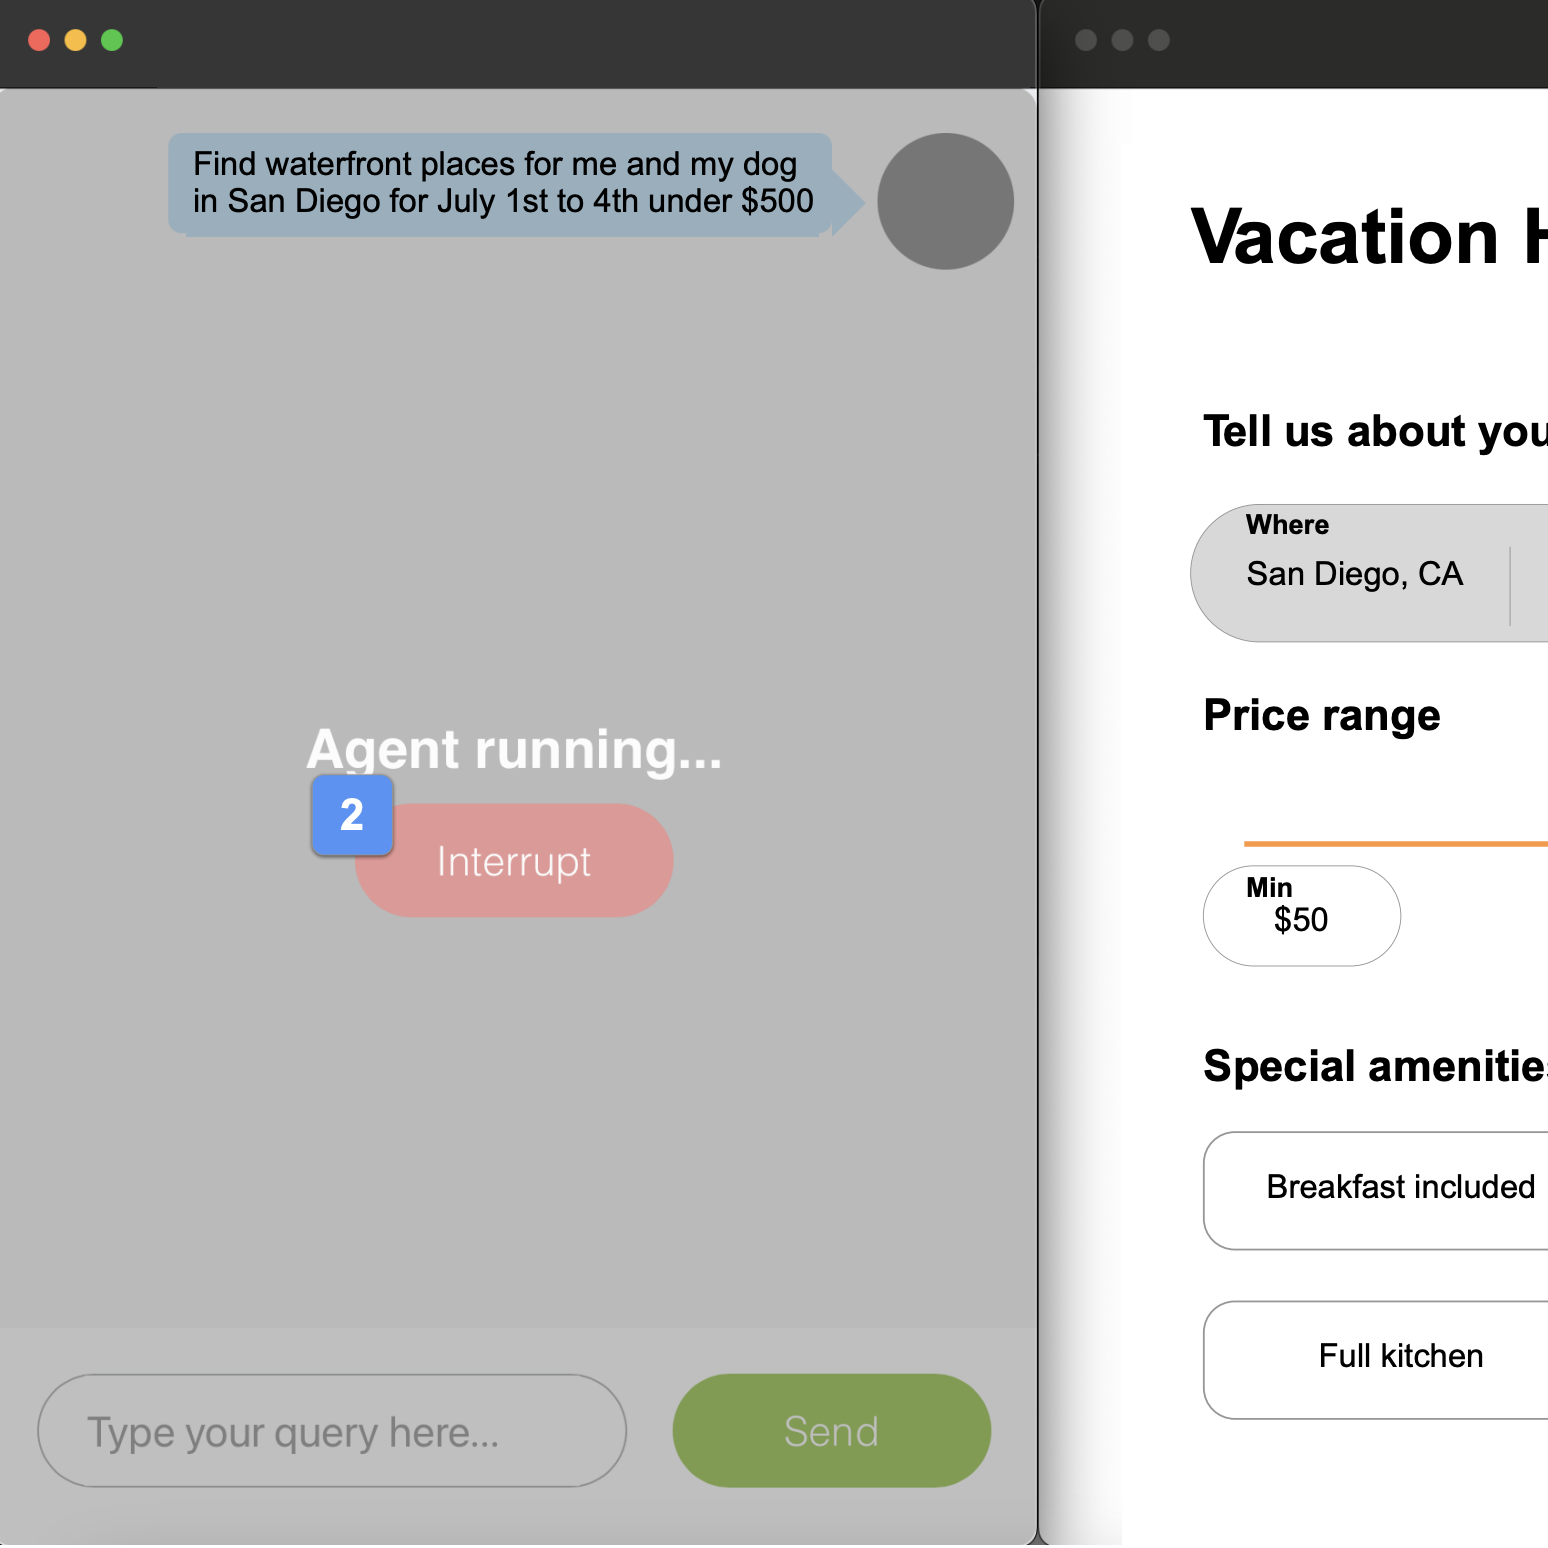 Find waterfront places for me and my dog
in San Diego for July 1st to 4th under $500
Agent running...
2
Interrupt
Type your query here...
Send
Vacation
Tell us about you
Where
San Diego, CA
Price range
Min
$50
Special amenities
Breakfast included
Full kitchen